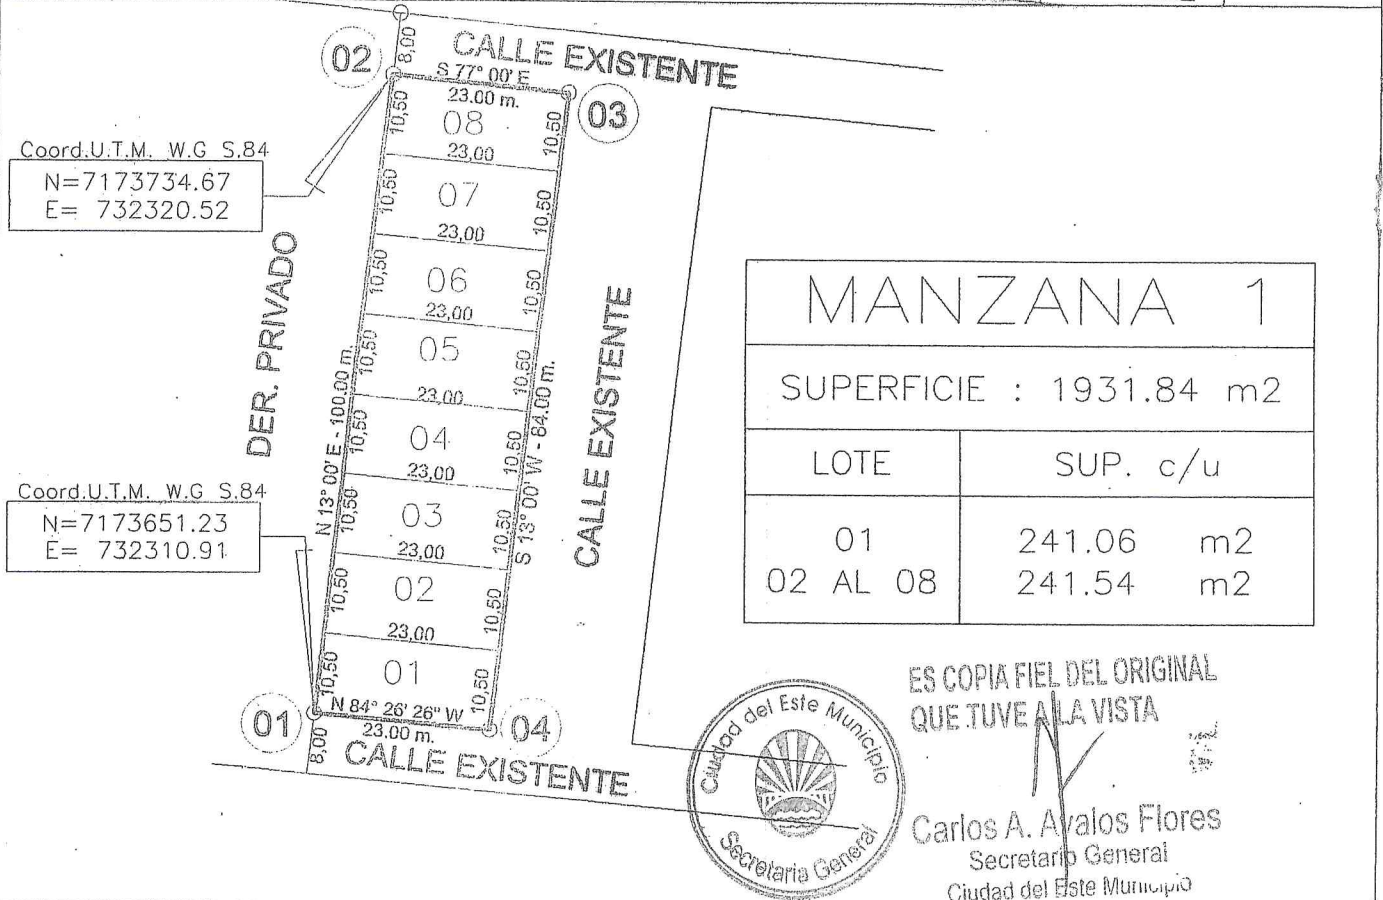 02
8,00
CALLE EXISTENTE
S 77° 00' E
23.00 m.
03
10,50
08
10,50
23,00
Coord.U.T.M. W.G S.84
N=7173734.67
E= 732320.52
10,50
07
10,50
23,00
DER. PRIVADO
10,50
06
10,50
23,00
10,50
05
10,50
23,00
N 13° 00' E - 100.00 m.
S 13° 00' W - 84.00 m.
CALLE EXISTENTE
10,50
04
10,50
23,00
Coord.U.T.M. W.G S.84
N=7173651.23
E= 732310.91
10,50
03
10,50
23,00
10,50
02
10,50
23,00
10,50
01
10,50
N 84° 26' 26" W
23.00 m.
01
04
8,00
CALLE EXISTENTE
MANZANA 1
SUPERFICIE : 1931.84 m2
LOTE SUP. c/u
01 241.06 m2
02 AL 08 241.54 m2
Ciudad del Este Municipio
Secretaria General
ES COPIA FIEL DEL ORIGINAL
QUE TUVE A LA VISTA
Carlos A. Avalos Flores
Secretario General
Ciudad del Este Municipio